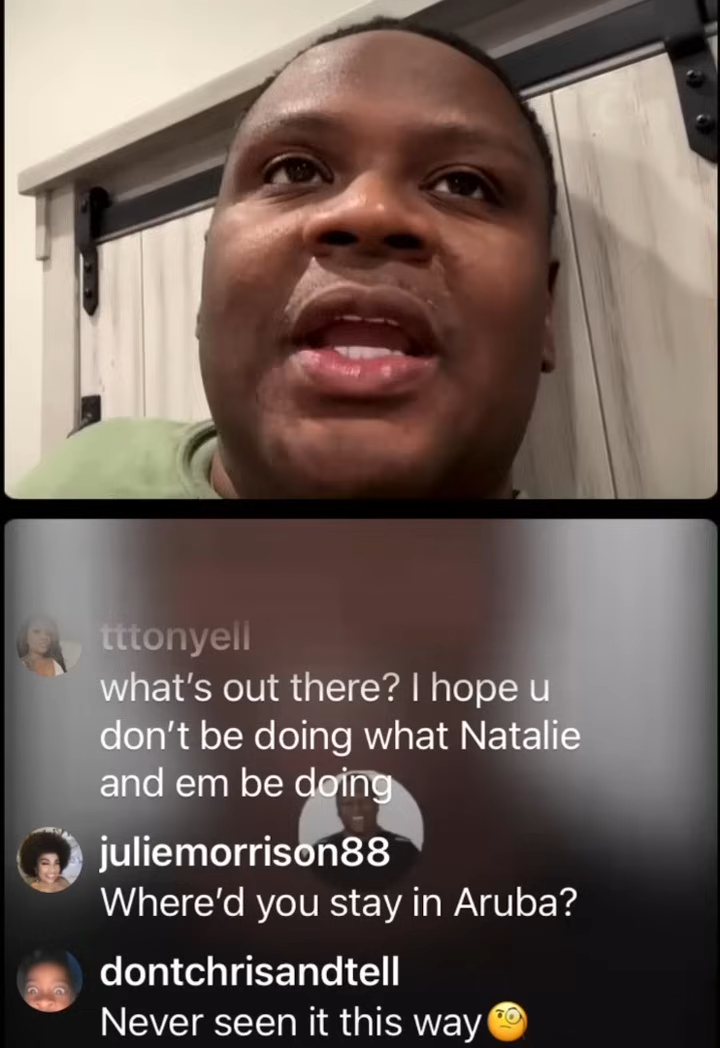 tttonyell
what's out there? I hope u
don't be doing what Natalie
and em be doing
juliemorrison88
Where'd you stay in Aruba?
dontchrisandtell
Never seen it this way🧐